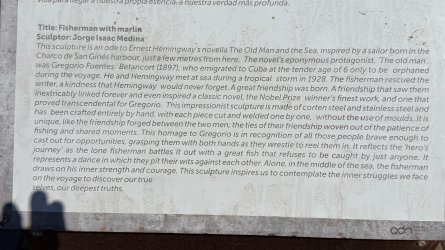 vida para llegar a nuestra propia esencia, a nuestra verdad más profunda.
Title: Fisherman with marlin
Sculptor: Jorge Isaac Medina
This sculpture is an ode to Ernest Hemingway's novella The Old Man and the Sea, inspired by a sailor born in the
Charco de San Ginés harbour, just a few metres from here. The novel's eponymous protagonist, 'The old man',
was Gregorio Fuentes Betancort (1897), who emigrated to Cuba at the tender age of 6 only to be orphaned
during the voyage. He and Hemingway met at sea during a tropical storm in 1928. The fisherman rescued the
writer, a kindness that Hemingway would never forget. A great friendship was born. A friendship that saw them
inextricably linked forever and even inspired a classic novel, the Nobel Prize winner's finest work, and one that
proved transcendental for Gregorio. This impressionist sculpture is made of corten steel and stainless steel and
has been crafted entirely by hand, with each piece cut and welded one by one, without the use of moulds. It is
unique, like the friendship forged between the two men, the ties of their friendship woven out of the patience of
fishing and shared moments. This homage to Gregorio is in recognition of all those people brave enough to
cast out for opportunities, grasping them with both hands as they wrestle to reel them in. It reflects the 'hero's
journey' as the lone fisherman battles it out with a great fish that refuses to be caught by just anyone. It
represents a dance in which they pit their wits against each other. Alone, in the middle of the sea, the fisherman
draws on his inner strength and courage. This sculpture inspires us to contemplate the inner struggles we face
on the voyage to discover our true
selves, our deepest truths.
adn